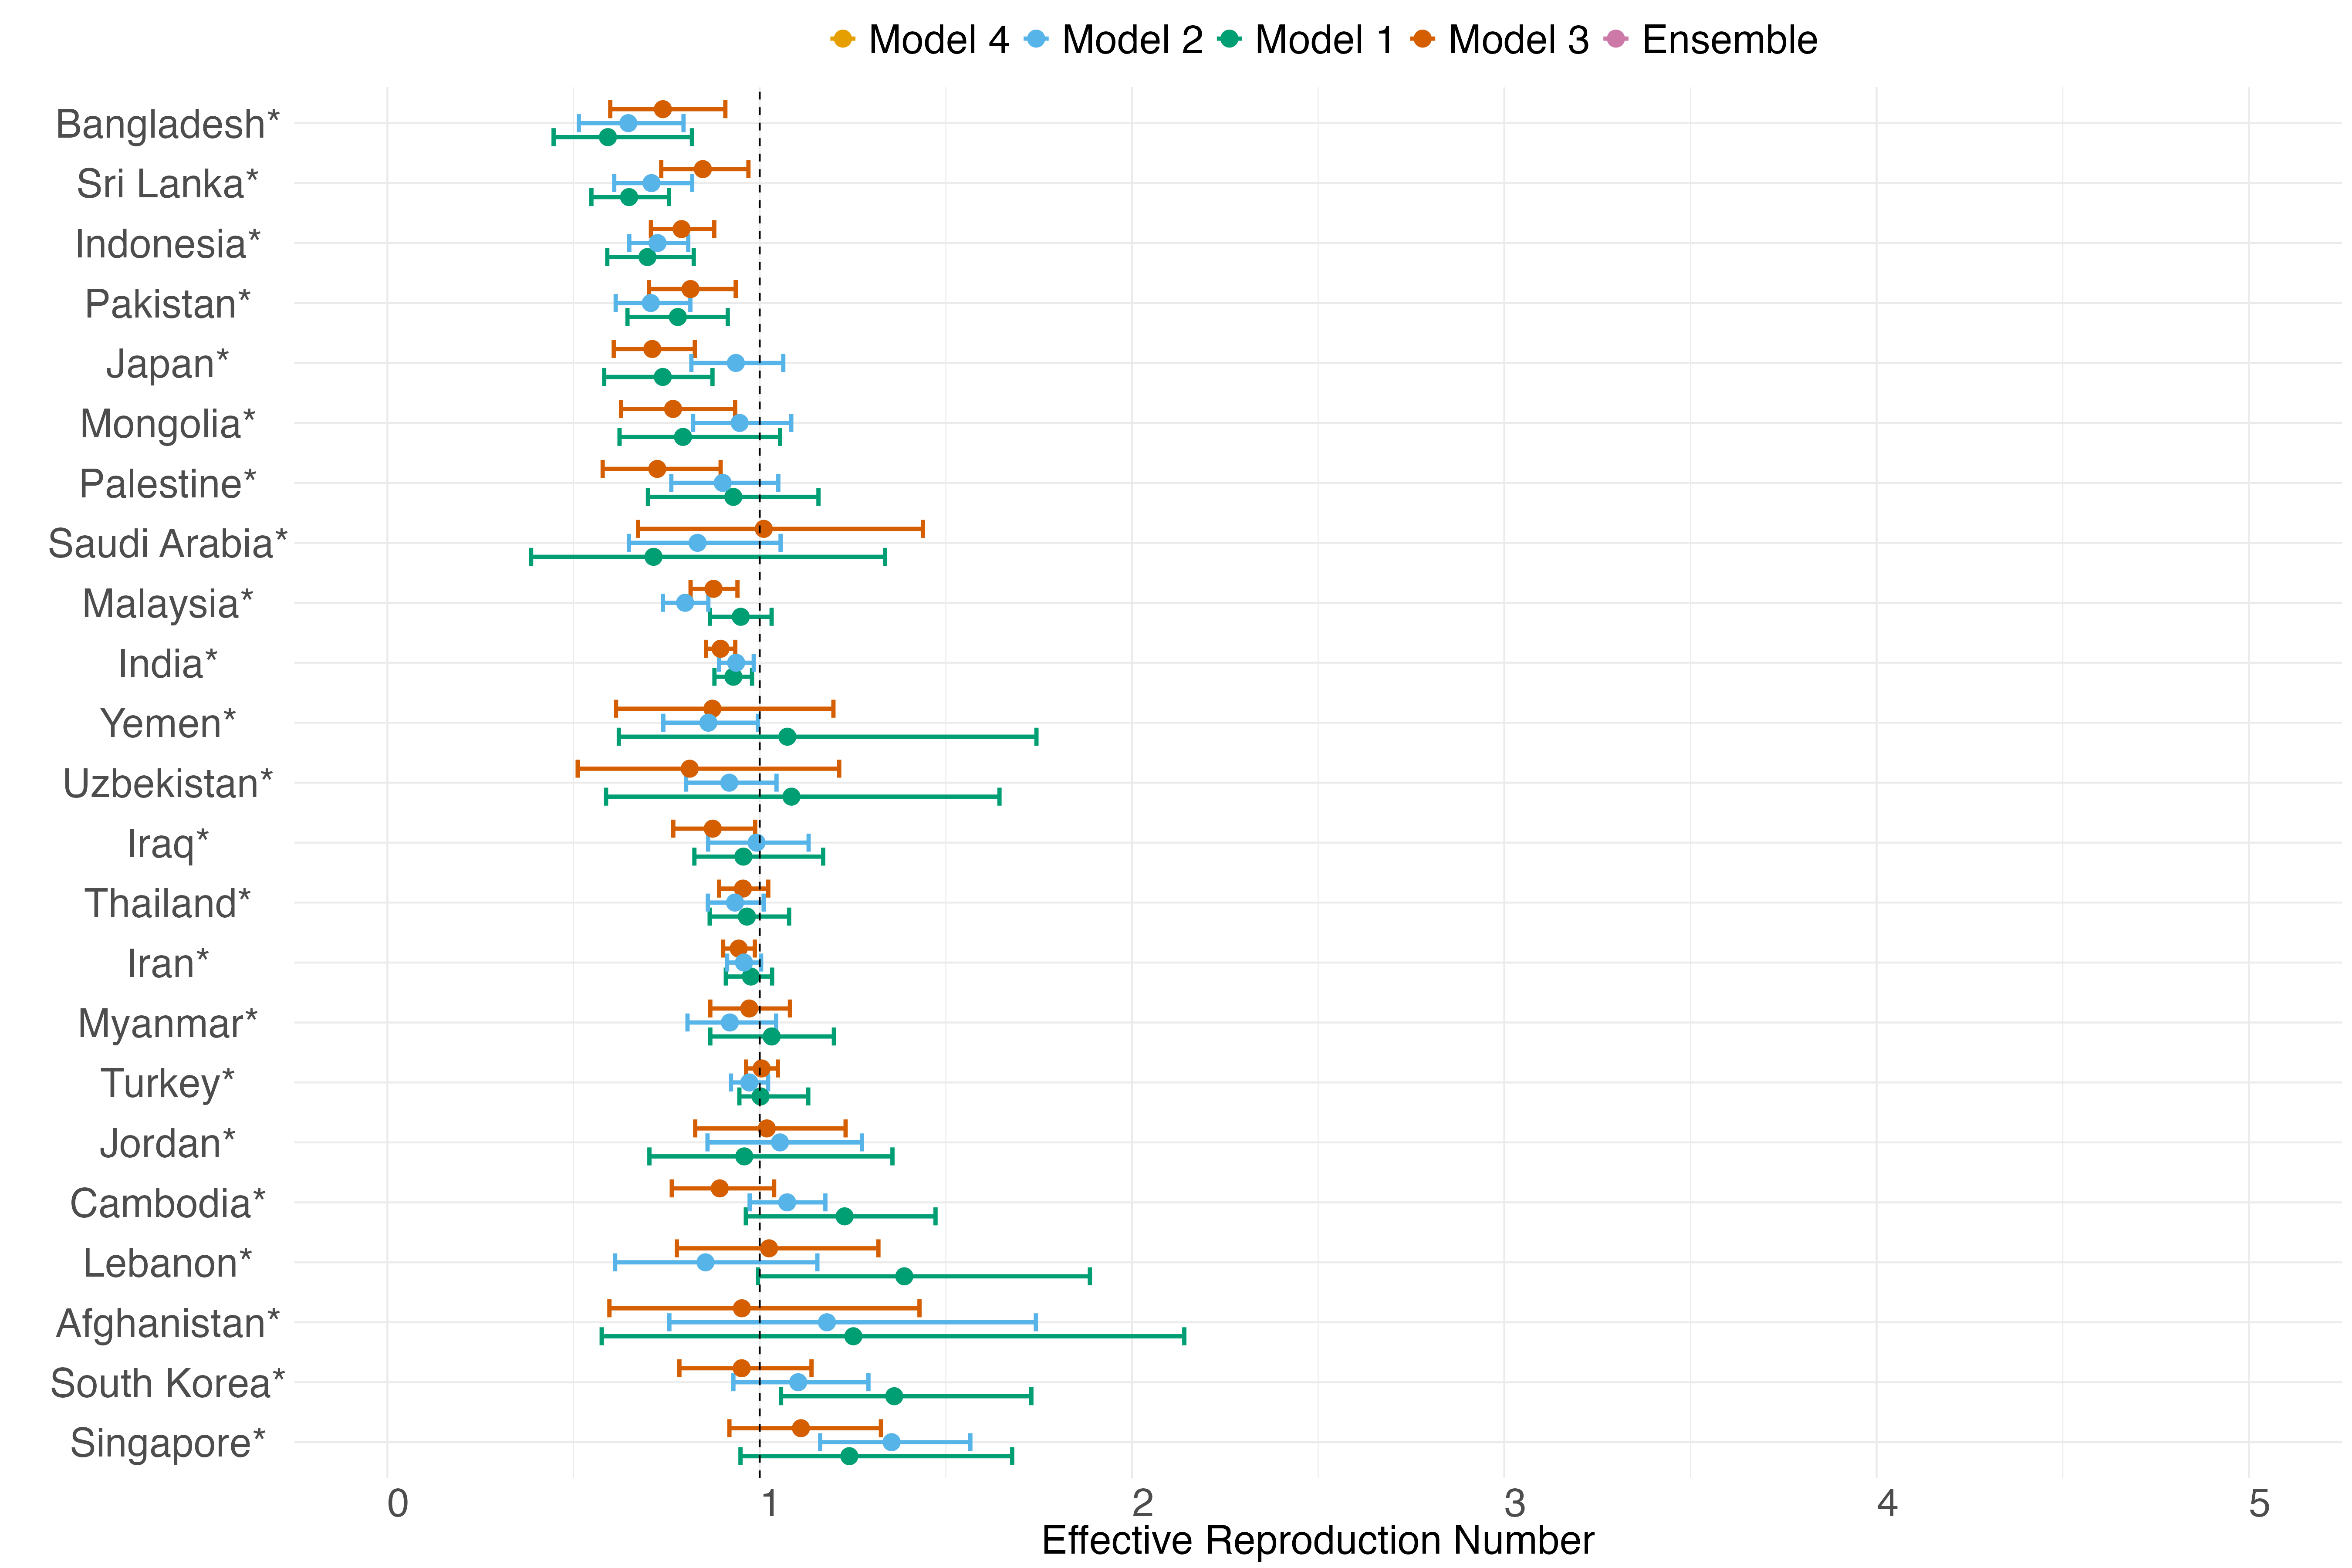 Model 4 Model 2 Model 1 Model 3 Ensemble
Bangladesh*
Sri Lanka*
Indonesia*
Pakistan*
Japan*
Mongolia*
Palestine*
Saudi Arabia*
Malaysia*
India*
Yemen*
Uzbekistan*
Iraq*
Thailand*
Iran*
Myanmar*
Turkey*
Jordan*
Cambodia*
Lebanon*
Afghanistan*
South Korea*
Singapore*
0 1 2 3 4 5
Effective Reproduction Number